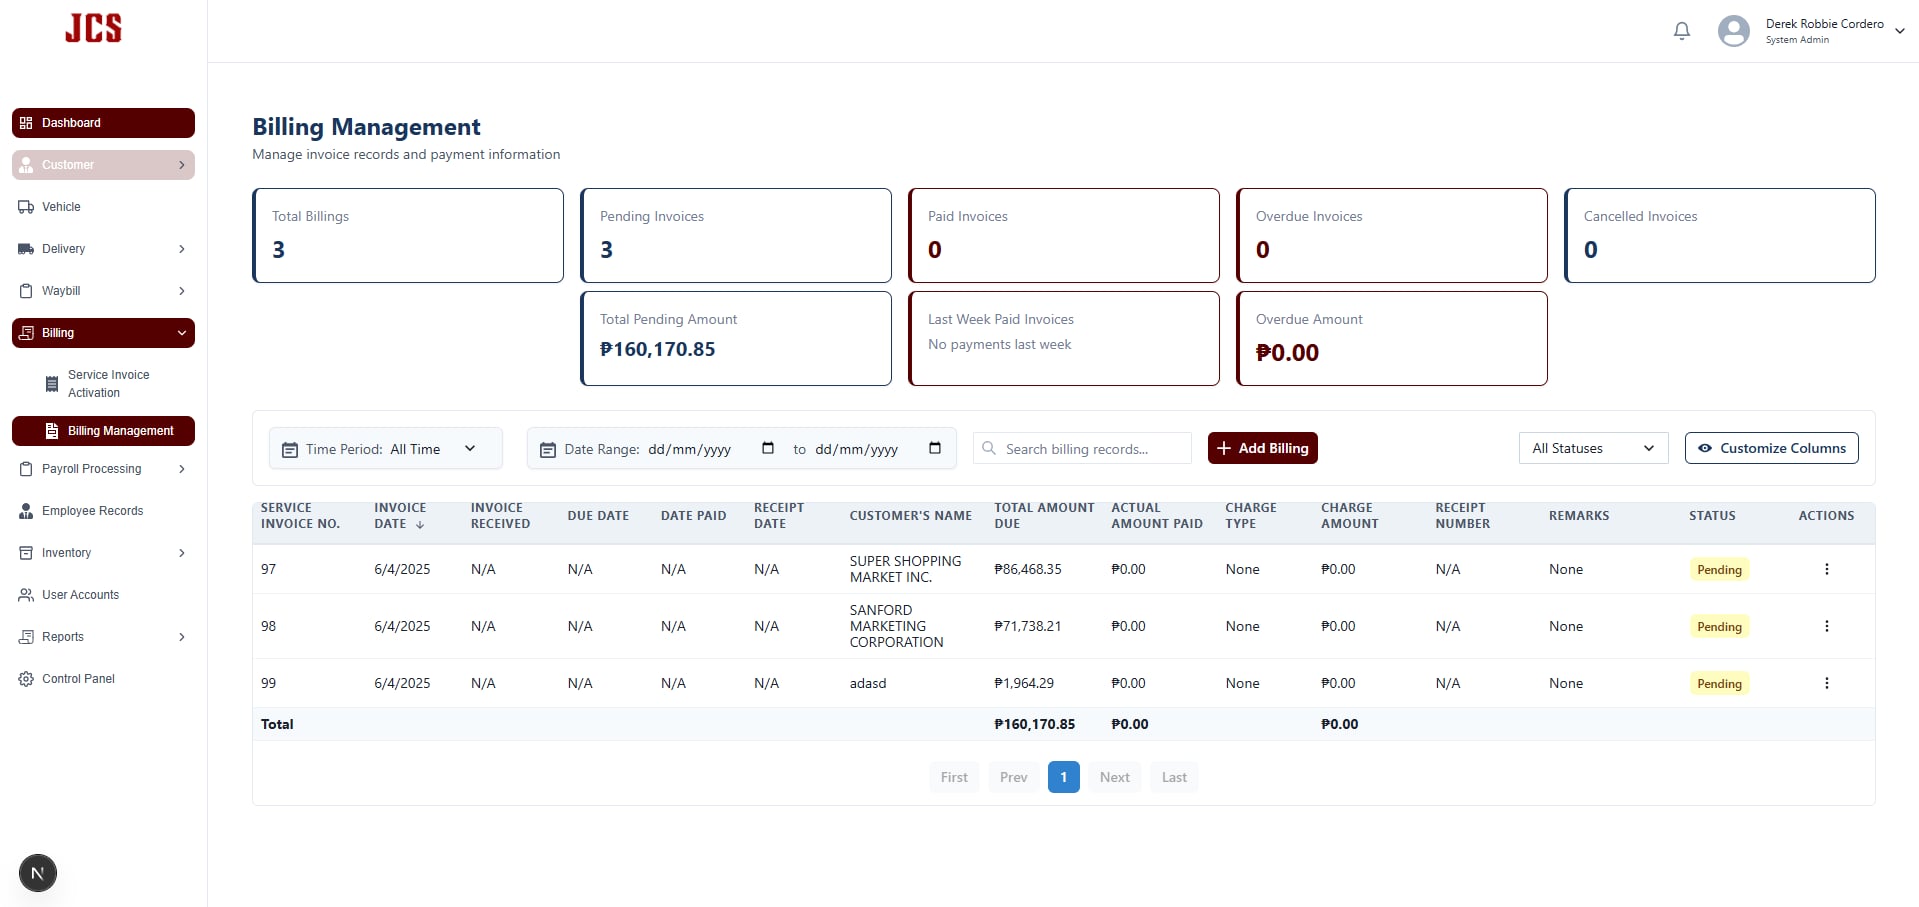 JCS
Derek Robbie Cordero
System Admin
Dashboard
Customer
Vehicle
Delivery
Waybill
Billing
Service Invoice
Activation
Billing Management
Payroll Processing
Employee Records
Inventory
User Accounts
Reports
Control Panel
N
Billing Management
Manage invoice records and payment information
Total Billings
3
Pending Invoices
3
Paid Invoices
0
Overdue Invoices
0
Cancelled Invoices
0
Total Pending Amount
₱160,170.85
Last Week Paid Invoices
No payments last week
Overdue Amount
₱0.00
Time Period: All Time
Date Range: dd/mm/yyyy to dd/mm/yyyy
Search billing records...
Add Billing
All Statuses
Customize Columns
SERVICE INVOICE NO. INVOICE DATE ↓ INVOICE RECEIVED DUE DATE DATE PAID RECEIPT DATE CUSTOMER'S NAME TOTAL AMOUNT DUE ACTUAL AMOUNT PAID CHARGE TYPE CHARGE AMOUNT RECEIPT NUMBER REMARKS STATUS ACTIONS
97 6/4/2025 N/A N/A N/A N/A SUPER SHOPPING MARKET INC. ₱86,468.35 ₱0.00 None ₱0.00 N/A None Pending
98 6/4/2025 N/A N/A N/A N/A SANFORD MARKETING CORPORATION ₱71,738.21 ₱0.00 None ₱0.00 N/A None Pending
99 6/4/2025 N/A N/A N/A N/A adasd ₱1,964.29 ₱0.00 None ₱0.00 N/A None Pending
Total ₱160,170.85 ₱0.00 ₱0.00
First Prev 1 Next Last